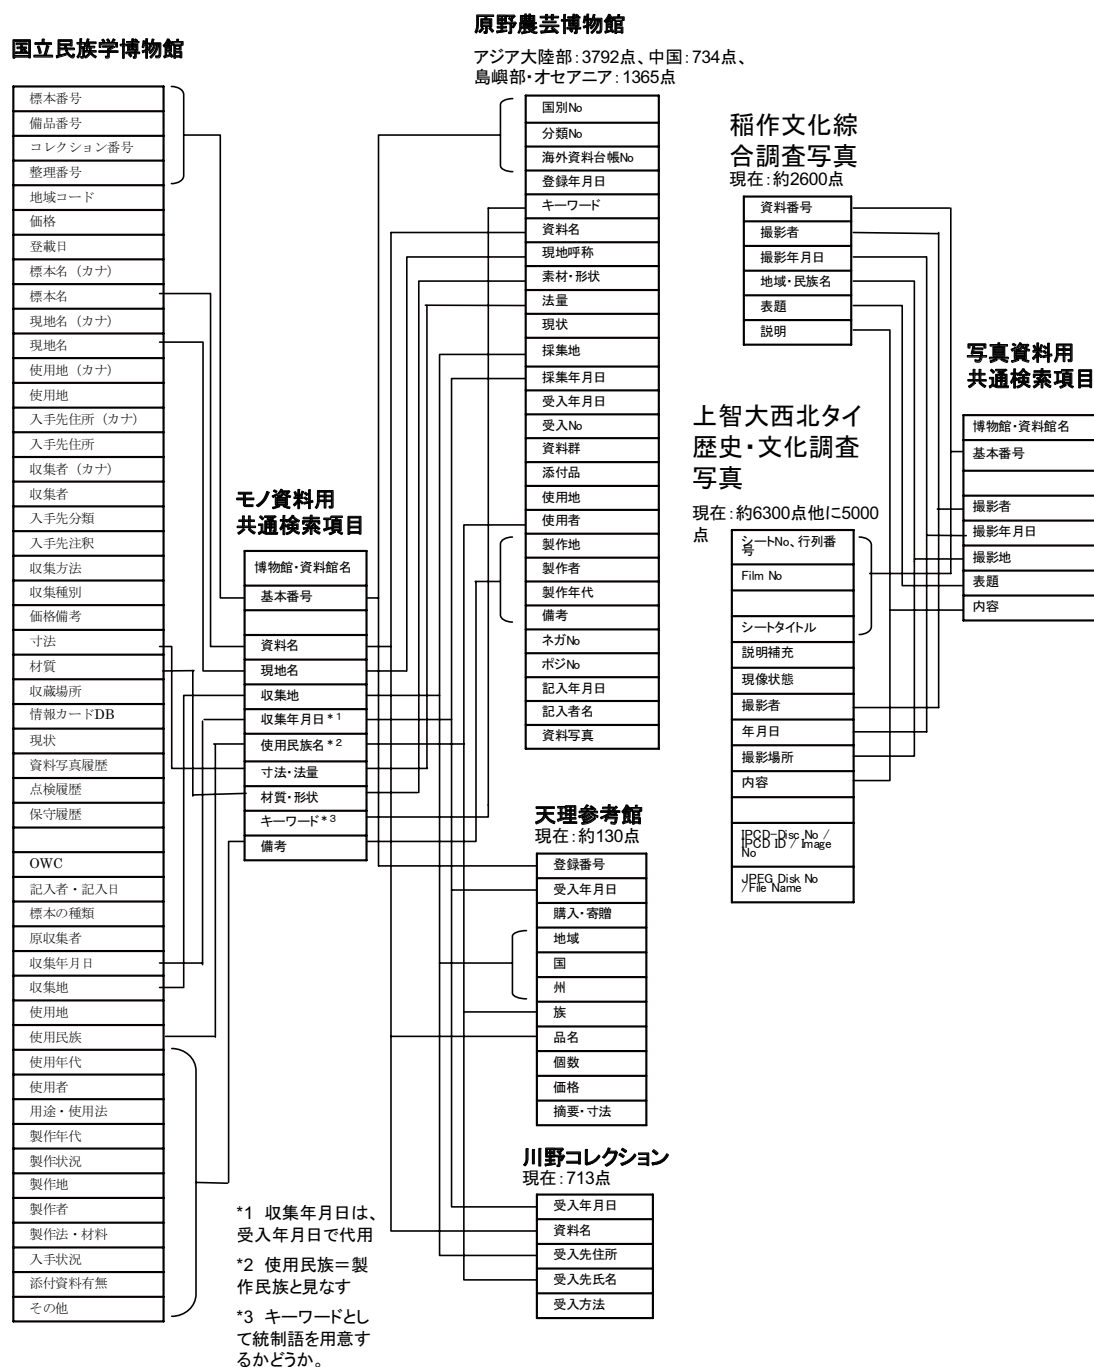 国立民族学博物館
標本番号
備品番号
コレクション番号
整理番号
地域コード
価格
登載日
標本名（カナ）
標本名
現地名（カナ）
現地名
使用地（カナ）
使用地
入手先住所（カナ）
入手先住所
収集者（カナ）
収集者
入手先分類
入手先注釈
収集方法
収集種別
価格備考
寸法
材質
収蔵場所
情報カードDB
現状
資料写真履歴
点検履歴
保守履歴
OWC
記入者・記入日
標本の種類
原収集者
収集年月日
収集地
使用地
使用民族
使用年代
使用者
用途・使用法
製作年代
製作状況
製作地
製作者
製作法・材料
入手状況
添付資料有無
その他
モノ資料用
共通検索項目
博物館・資料館名
基本番号
資料名
現地名
収集地
収集年月日*1
使用民族名*2
寸法・法量
材質・形状
キーワード*3
備考
*1 収集年月日は、
受入年月日で代用
*2 使用民族＝製
作民族と見なす
*3 キーワードとし
て統制語を用意す
るかどうか。
原野農芸博物館
アジア大陸部：3792点、中国：734点、
島嶼部・オセアニア：1365点
国別No
分類No
海外資料台帳No
登録年月日
キーワード
資料名
現地呼称
素材・形状
法量
現状
採集地
採集年月日
受入年月日
受入No
資料群
添付品
使用地
使用者
製作地
製作者
製作年代
備考
ネガNo
ポジNo
記入年月日
記入者名
資料写真
天理参考館
現在：約130点
登録番号
受入年月日
購入・寄贈
地域
国
州
族
品名
個数
価格
摘要・寸法
川野コレクション
現在：713点
受入年月日
資料名
受入先住所
受入先氏名
受入方法
稲作文化綜
合調査写真
現在：約2600点
資料番号
撮影者
撮影年月日
地域・民族名
表題
説明
上智大西北タイ
歴史・文化調査
写真
現在：約6300点他に5000
点
シートNo、行列番
号
Film No
シートタイトル
説明補充
現像状態
撮影者
年月日
撮影場所
内容
IPCD-Disc No /
IPCD ID / Image
No
JPEG Disk No
/File Name
写真資料用
共通検索項目
博物館・資料館名
基本番号
撮影者
撮影年月日
撮影地
表題
内容